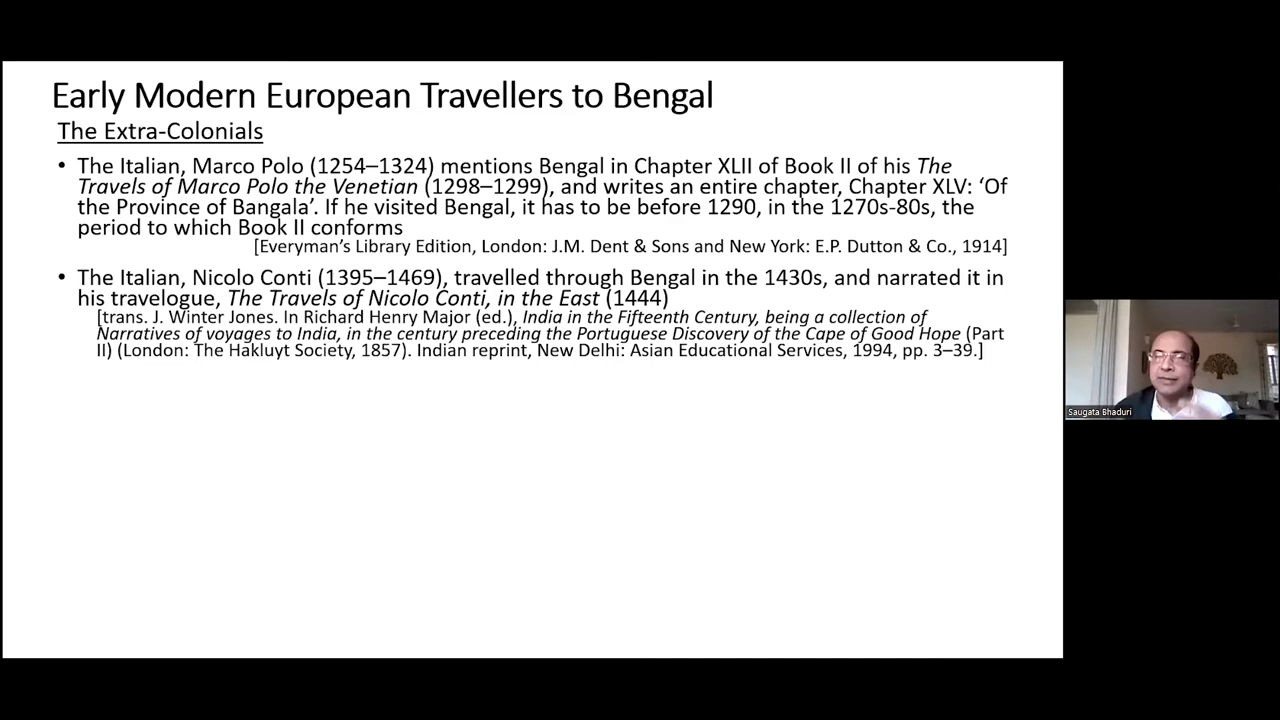 Early Modern European Travellers to Bengal
The Extra-Colonials
• The Italian, Marco Polo (1254–1324) mentions Bengal in Chapter XLII of Book II of his The
Travels of Marco Polo the Venetian (1298–1299), and writes an entire chapter, Chapter XLV: ‘Of
the Province of Bangala’. If he visited Bengal, it has to be before 1290, in the 1270s-80s, the
period to which Book II conforms
[Everyman’s Library Edition, London: J.M. Dent & Sons and New York: E.P. Dutton & Co., 1914]
• The Italian, Nicolo Conti (1395–1469), travelled through Bengal in the 1430s, and narrated it in
his travelogue, The Travels of Nicolo Conti, in the East (1444)
[trans. J. Winter Jones. In Richard Henry Major (ed.), India in the Fifteenth Century, being a collection of
Narratives of voyages to India, in the century preceding the Portuguese Discovery of the Cape of Good Hope (Part
II) (London: The Hakluyt Society, 1857). Indian reprint, New Delhi: Asian Educational Services, 1994, pp. 3–39.]
Saugata Bhaduri